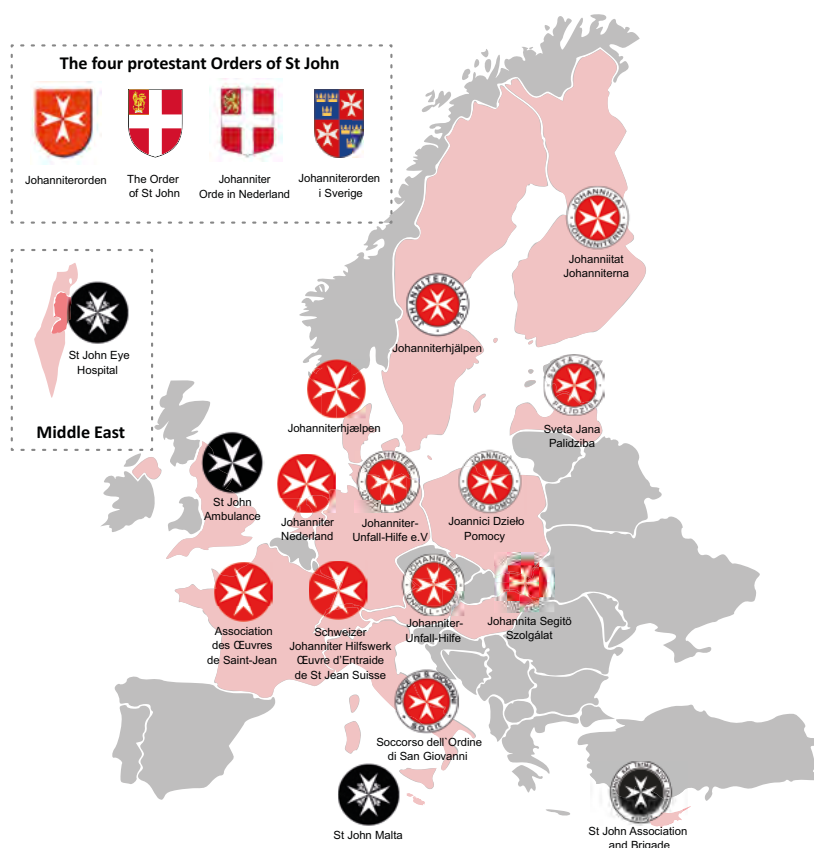 The four protestant Orders of St John
Johanniterorden
The Order
of St John
Johanniter
Orde in Nederland
Johanniterorden
i Sverige
St John Eye
Hospital
Middle East
JOHANNIITAT
JOHANNITERNA
Johanniitat
Johanniterna
JOHANNITERHJÄLPEN
Johanniterhjälpen
Johanniterhjælpen
SVĒTĀ JĀŅA
PALĪDZĪBA
Sveta Jana
Palidziba
St John
Ambulance
Johanniter
Nederland
JOHANNITER-
UNFALL-HILFE
Johanniter-
Unfall-Hilfe e.V
JOANNICI
DZIEŁO POMOCY
Joannici Dzieło
Pomocy
Association
des Œuvres
de Saint-Jean
Schweizer
Johanniter Hilfswerk
Œuvre d'Entraide
de St Jean Suisse
JOHANNITER-
UNFALL-HILFE
Johanniter-
Unfall-Hilfe
Johannita Segitö
Szolgálat
CROCE DI S. GIOVANNI
S.O.G.IT.
Soccorso dell`Ordine
di San Giovanni
St John Malta
St John Association
and Brigade